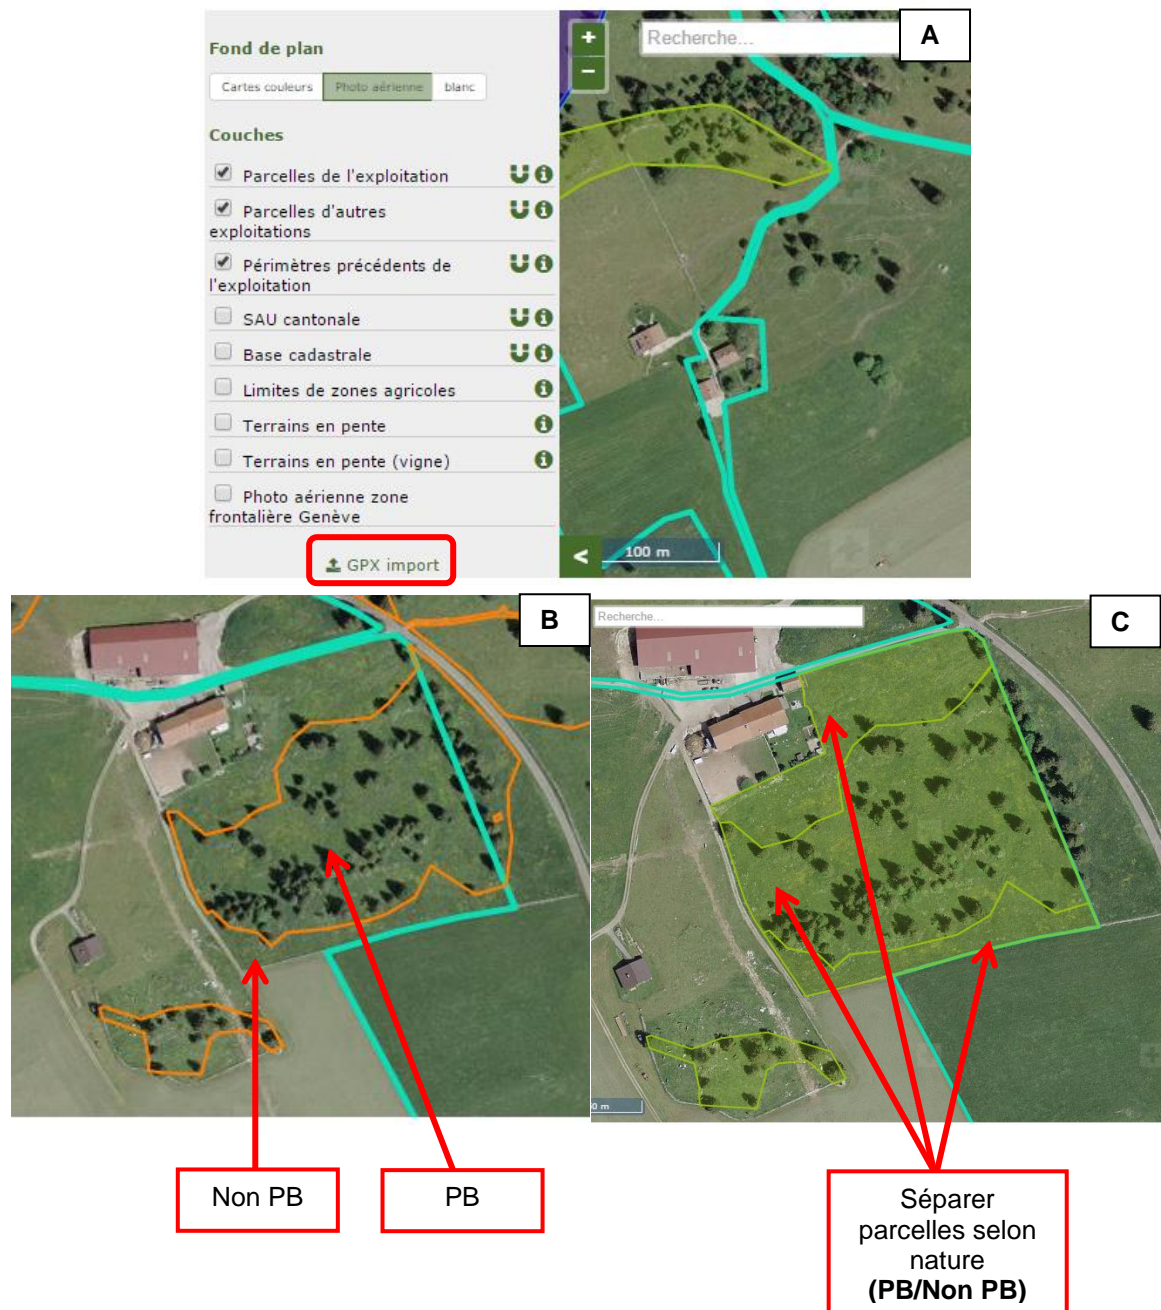 Fond de plan
Cartes couleurs Photo aérienne blanc
Couches
Parcelles de l'exploitation
Parcelles d'autres
exploitations
Périmètres précédents de
l'exploitation
SAU cantonale
Base cadastrale
Limites de zones agricoles
Terrains en pente
Terrains en pente (vigne)
Photo aérienne zone
frontalière Genève
GPX import
+
−
Recherche...
A
<
100 m
B
Recherche...
C
0 m
Non PB
PB
Séparer
parcelles selon
nature
(PB/Non PB)